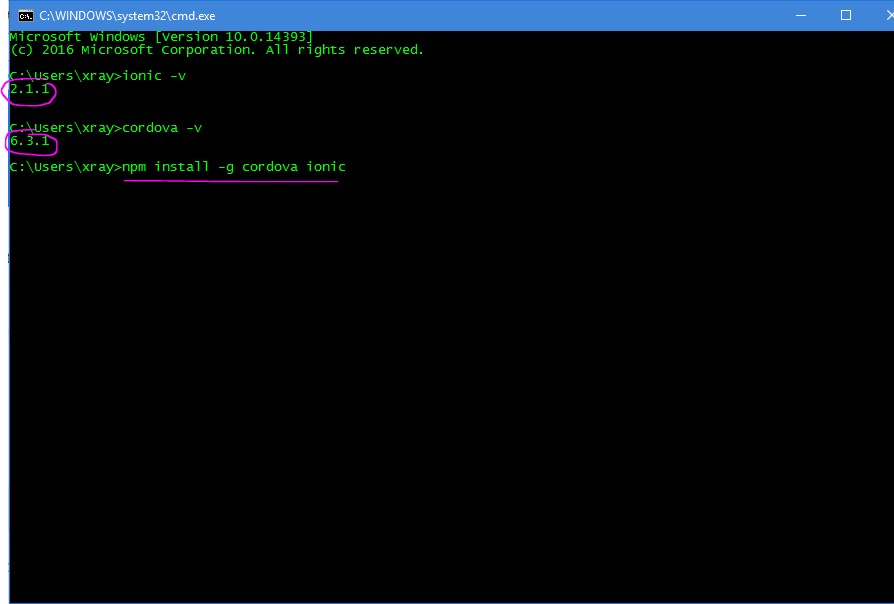 C:\WINDOWS\system32\cmd.exe
Microsoft Windows [Version 10.0.14393]
(c) 2016 Microsoft Corporation. All rights reserved.
C:\Users\xray>ionic -v
2.1.1
C:\Users\xray>cordova -v
6.3.1
C:\Users\xray>npm install -g cordova ionic